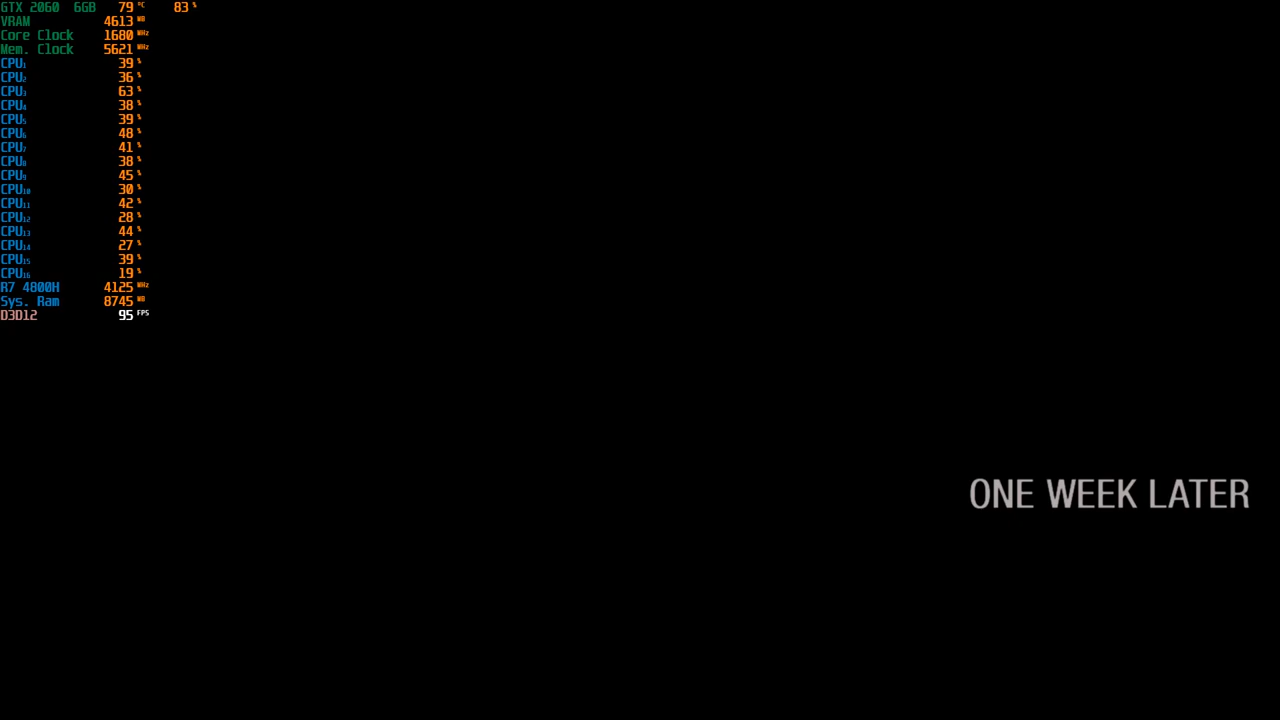 GTX 2060 6GB 79 °C 83 %
VRAM 4613 MB
Core Clock 1680 MHz
Mem. Clock 5621 MHz
CPU1 39 %
CPU2 36 %
CPU3 63 %
CPU4 38 %
CPU5 39 %
CPU6 48 %
CPU7 41 %
CPU8 38 %
CPU9 45 %
CPU10 30 %
CPU11 42 %
CPU12 28 %
CPU13 44 %
CPU14 27 %
CPU15 39 %
CPU16 19 %
R7 4800H 4125 MHz
Sys. Ram 8745 MB
D3D12 95 FPS
ONE WEEK LATER